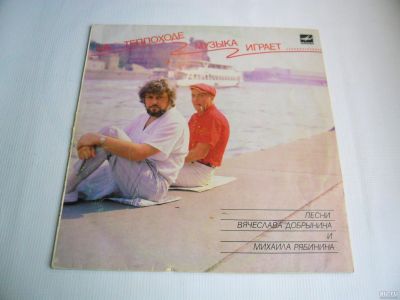 НА ТЕПЛОХОДЕ МУЗЫКА ИГРАЕТ
ПЕСНИ
ВЯЧЕСЛАВА ДОБРЫНИНА
И
МИХАИЛА РЯБИНИНА